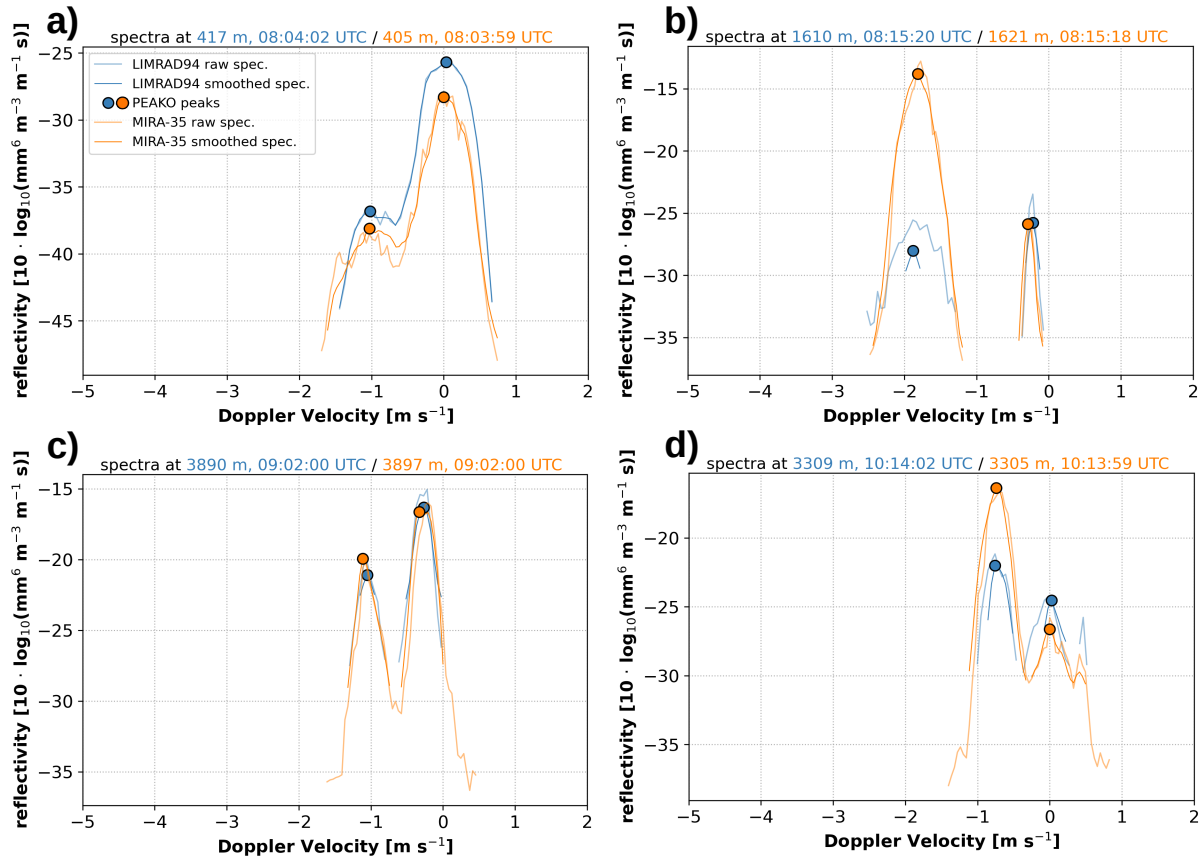 a)
spectra at 417 m, 08:04:02 UTC / 405 m, 08:03:59 UTC
reflectivity [10 · log₁₀(mm⁶ m⁻³ m⁻¹ s)]
−25
−30
−35
−40
−45
LIMRAD94 raw spec.
LIMRAD94 smoothed spec.
PEAKO peaks
MIRA-35 raw spec.
MIRA-35 smoothed spec.
−5 −4 −3 −2 −1 0 1 2
Doppler Velocity [m s⁻¹]
b)
spectra at 1610 m, 08:15:20 UTC / 1621 m, 08:15:18 UTC
reflectivity [10 · log₁₀(mm⁶ m⁻³ m⁻¹ s)]
−15
−20
−25
−30
−35
−5 −4 −3 −2 −1 0 1 2
Doppler Velocity [m s⁻¹]
c)
spectra at 3890 m, 09:02:00 UTC / 3897 m, 09:02:00 UTC
reflectivity [10 · log₁₀(mm⁶ m⁻³ m⁻¹ s)]
−15
−20
−25
−30
−35
−5 −4 −3 −2 −1 0 1 2
Doppler Velocity [m s⁻¹]
d)
spectra at 3309 m, 10:14:02 UTC / 3305 m, 10:13:59 UTC
reflectivity [10 · log₁₀(mm⁶ m⁻³ m⁻¹ s)]
−20
−25
−30
−35
−5 −4 −3 −2 −1 0 1 2
Doppler Velocity [m s⁻¹]